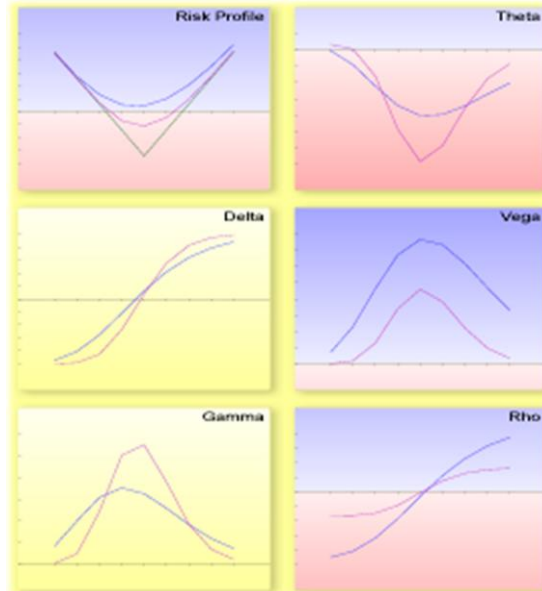 Risk Profile
Theta
Delta
Vega
Gamma
Rho